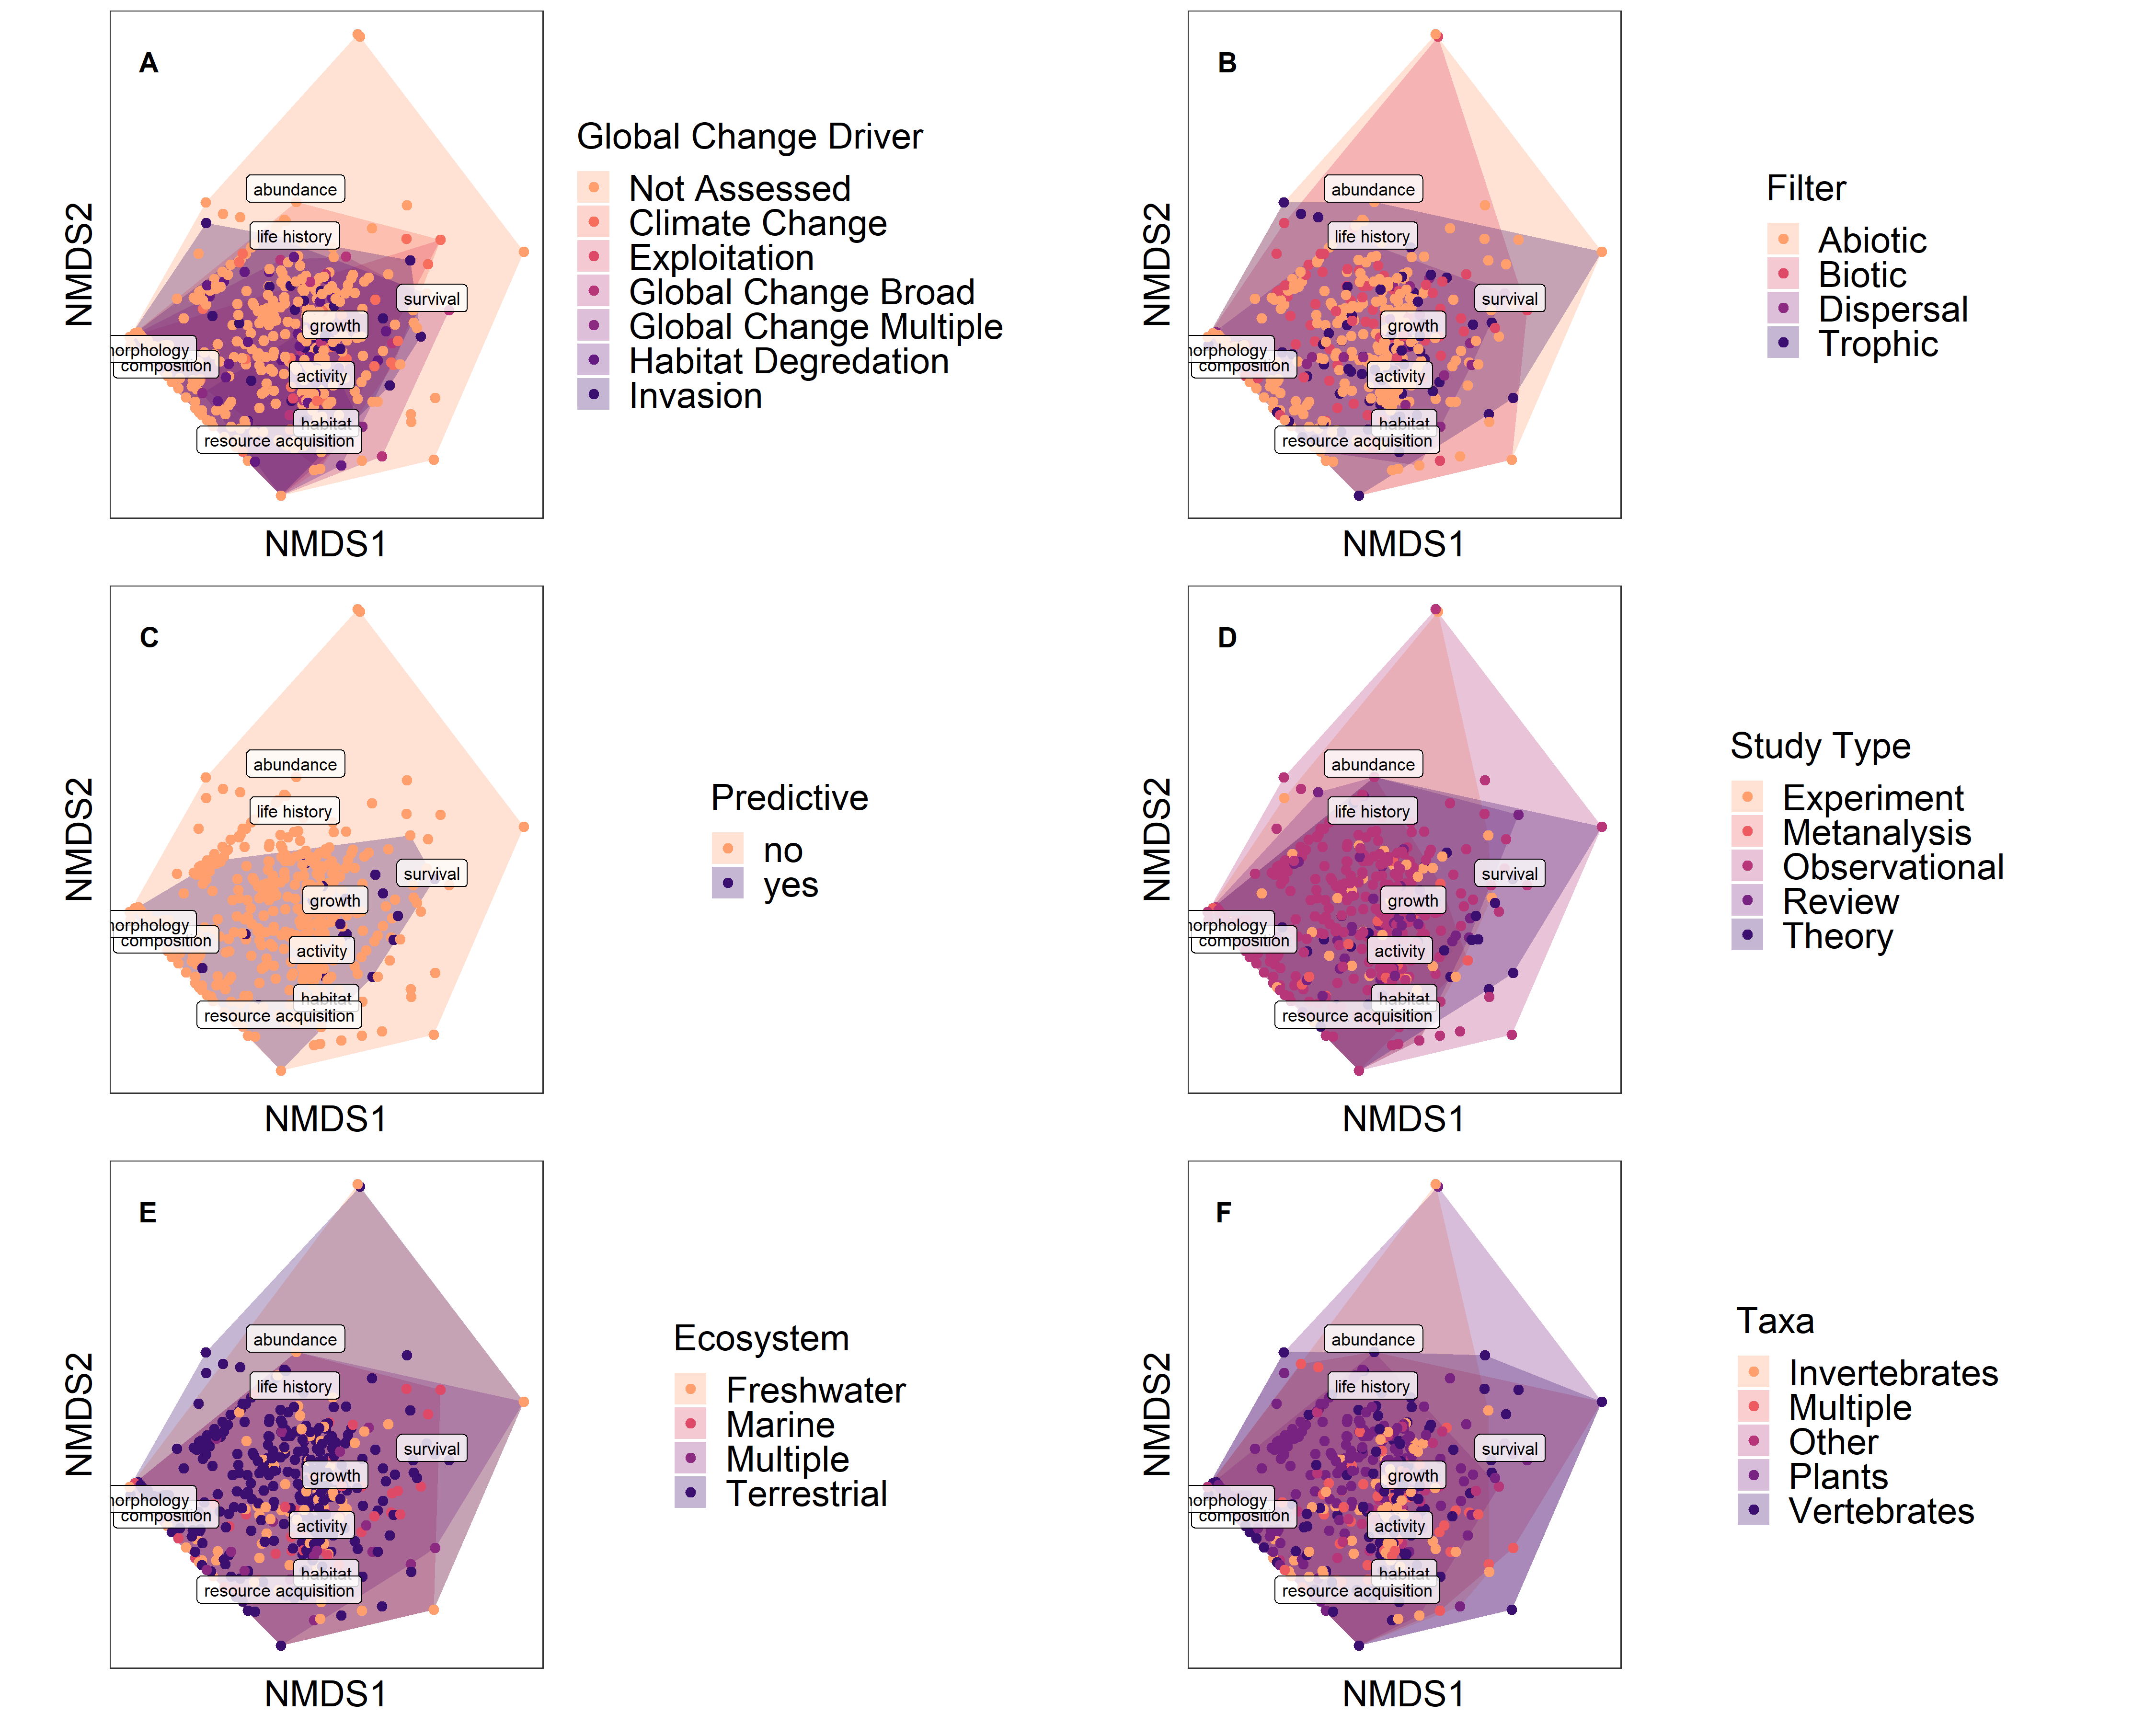 A
NMDS2
abundance
life history
survival
growth
morphology
composition
activity
habitat
resource acquisition
NMDS1
Global Change Driver
Not Assessed
Climate Change
Exploitation
Global Change Broad
Global Change Multiple
Habitat Degredation
Invasion
B
NMDS2
abundance
life history
survival
growth
morphology
composition
activity
habitat
resource acquisition
NMDS1
Filter
Abiotic
Biotic
Dispersal
Trophic
C
NMDS2
abundance
life history
survival
growth
morphology
composition
activity
habitat
resource acquisition
NMDS1
Predictive
no
yes
D
NMDS2
abundance
life history
survival
growth
morphology
composition
activity
habitat
resource acquisition
NMDS1
Study Type
Experiment
Metanalysis
Observational
Review
Theory
E
NMDS2
abundance
life history
survival
growth
morphology
composition
activity
habitat
resource acquisition
NMDS1
Ecosystem
Freshwater
Marine
Multiple
Terrestrial
F
NMDS2
abundance
life history
survival
growth
morphology
composition
activity
habitat
resource acquisition
NMDS1
Taxa
Invertebrates
Multiple
Other
Plants
Vertebrates